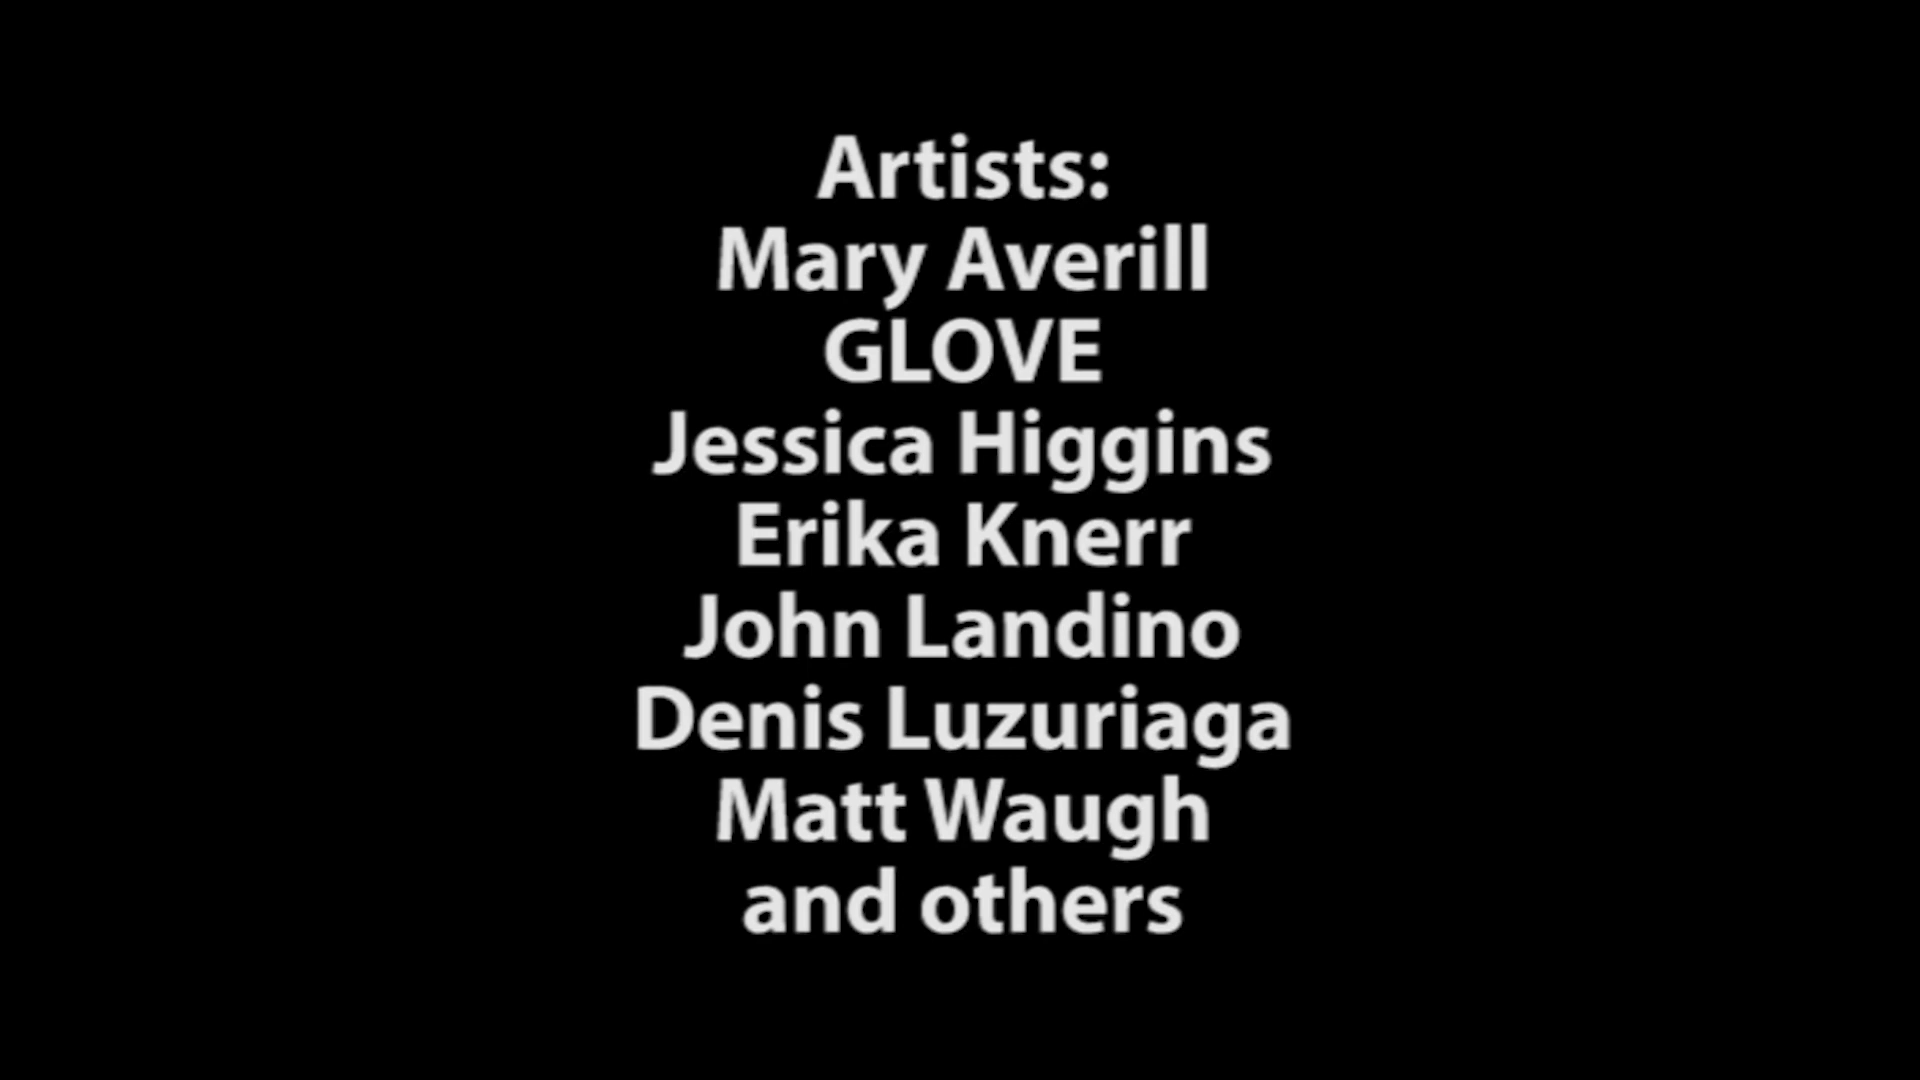 Artists:
Mary Averill
GLOVE
Jessica Higgins
Erika Knerr
John Landino
Denis Luzuriaga
Matt Waugh
and others